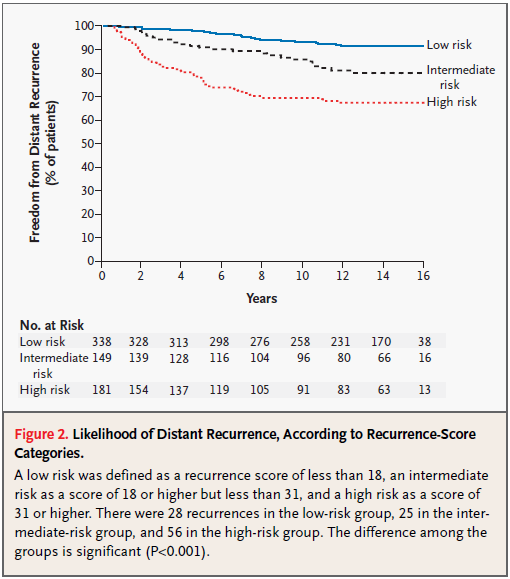 Freedom from Distant Recurrence
(% of patients)
100
90
80
70
60
50
40
30
20
10
0
Low risk
Intermediate
risk
High risk
0 2 4 6 8 10 12 14 16
Years
No. at Risk
Low risk 338 328 313 298 276 258 231 170 38
Intermediate 149 139 128 116 104 96 80 66 16
risk
High risk 181 154 137 119 105 91 83 63 13
Figure 2. Likelihood of Distant Recurrence, According to Recurrence-Score
Categories.
A low risk was defined as a recurrence score of less than 18, an intermediate
risk as a score of 18 or higher but less than 31, and a high risk as a score of
31 or higher. There were 28 recurrences in the low-risk group, 25 in the inter-
mediate-risk group, and 56 in the high-risk group. The difference among the
groups is significant (P<0.001).